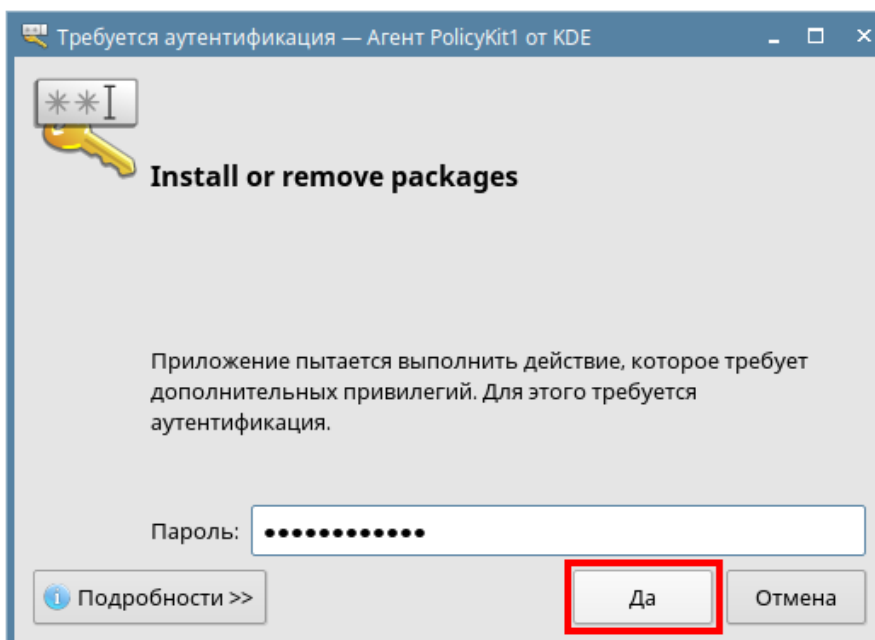 Требуется аутентификация — Агент PolicyKit1 от KDE
Install or remove packages
Приложение пытается выполнить действие, которое требует
дополнительных привилегий. Для этого требуется
аутентификация.
Пароль: ●●●●●●●●●●●●
Подробности >>
Да
Отмена